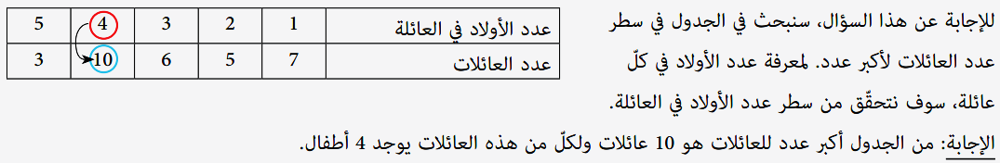 للإجابة عن هذا السؤال، سنبحث في الجدول في سطر
عدد العائلات لأكبر عدد. لمعرفة عدد الأولاد في كلّ
عائلة، سوف نتحقّق من سطر عدد الأولاد في العائلة.
عدد الأولاد في العائلة 1 2 3 4 5
عدد العائلات 7 5 6 10 3
الإجابة: من الجدول أكبر عدد للعائلات هو 10 عائلات ولكلّ من هذه العائلات يوجد 4 أطفال.